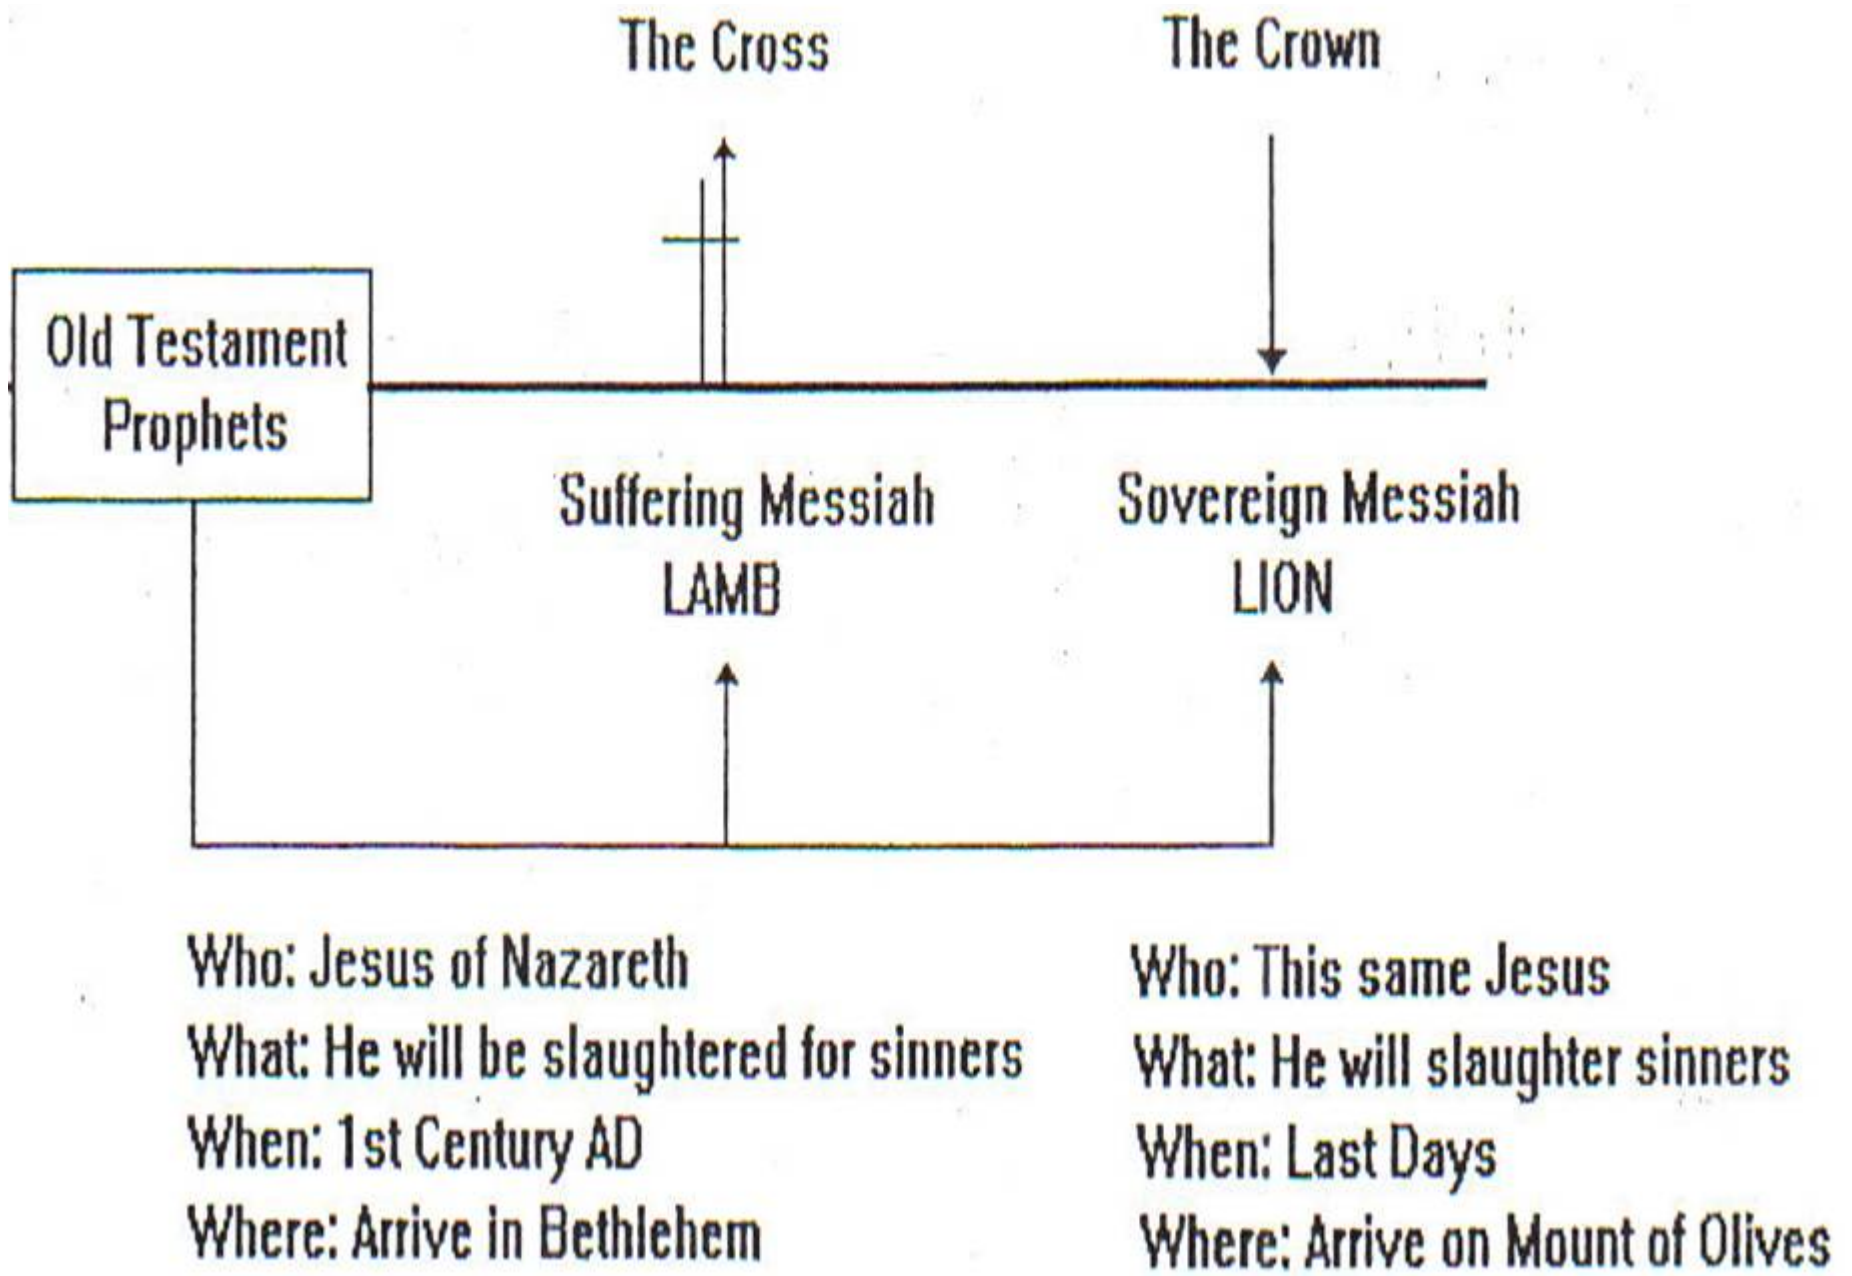 The Cross
The Crown
Old Testament
Prophets
Suffering Messiah
LAMB
Sovereign Messiah
LION
Who: Jesus of Nazareth
What: He will be slaughtered for sinners
When: 1st Century AD
Where: Arrive in Bethlehem
Who: This same Jesus
What: He will slaughter sinners
When: Last Days
Where: Arrive on Mount of Olives